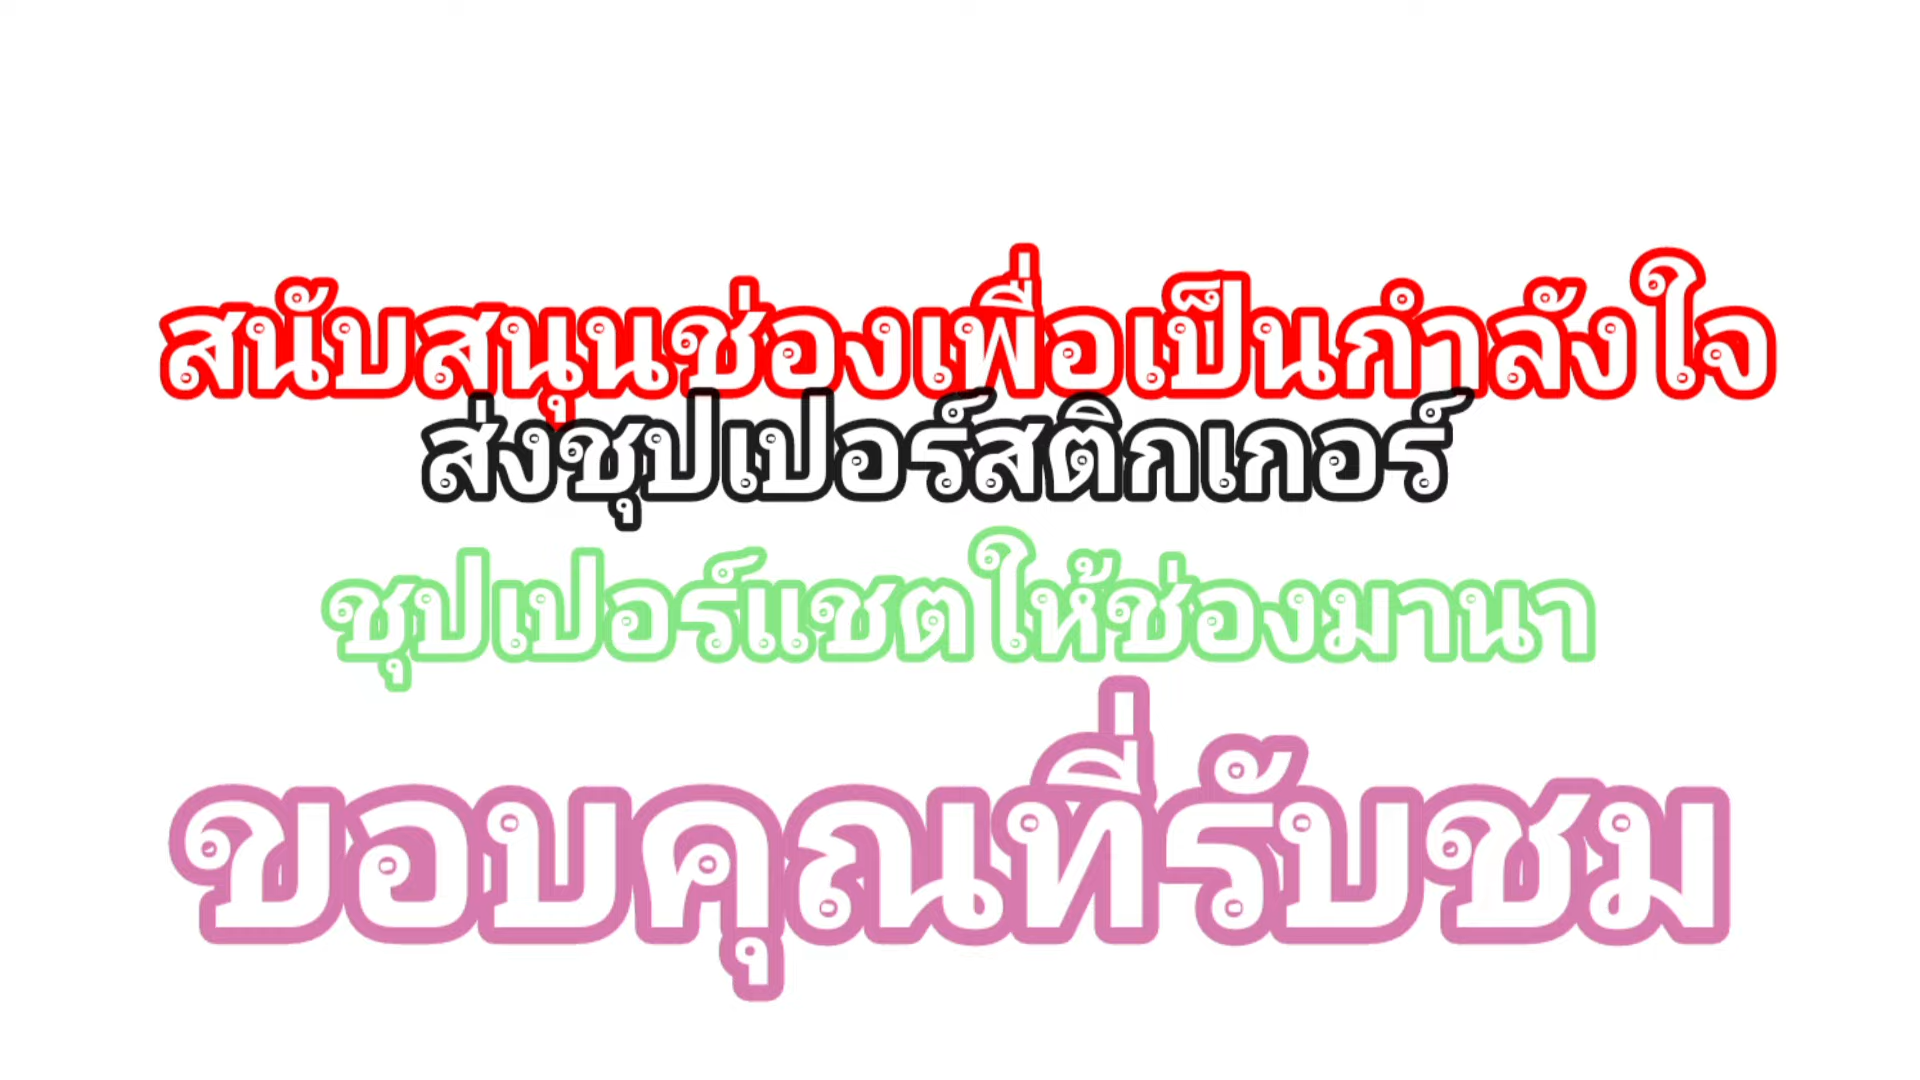 สนับสนุนช่องเพื่อเป็นกำลังใจ
ส่งซุปเปอร์สติกเกอร์
ซุปเปอร์แชตให้ช่องมานา
ขอบคุณที่รับชม